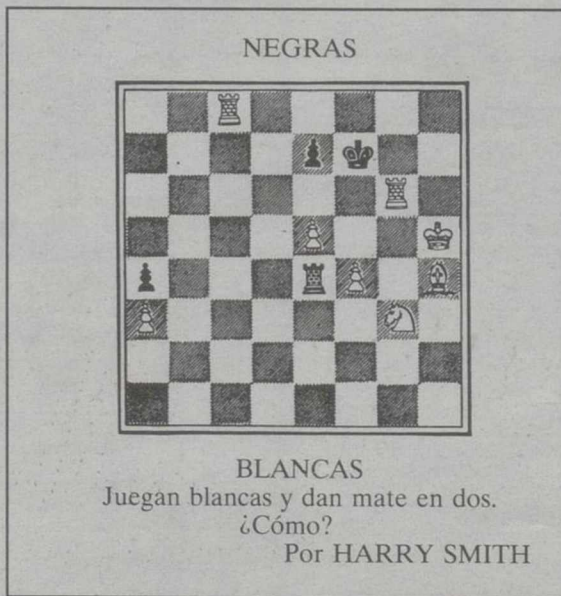 NEGRAS
BLANCAS
Juegan blancas y dan mate en dos.
¿Cómo?
Por HARRY SMITH